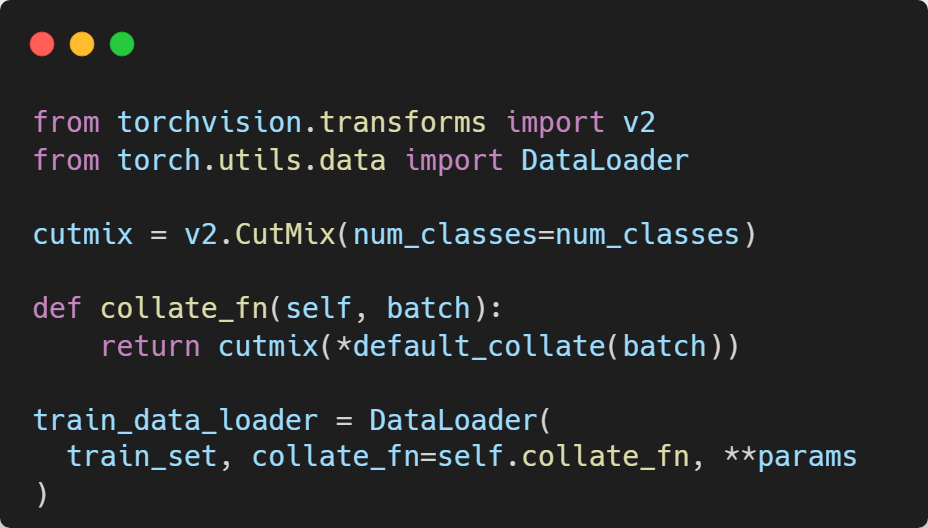 from torchvision.transforms import v2
from torch.utils.data import DataLoader

cutmix = v2.CutMix(num_classes=num_classes)

def collate_fn(self, batch):
    return cutmix(*default_collate(batch))

train_data_loader = DataLoader(
  train_set, collate_fn=self.collate_fn, **params
)